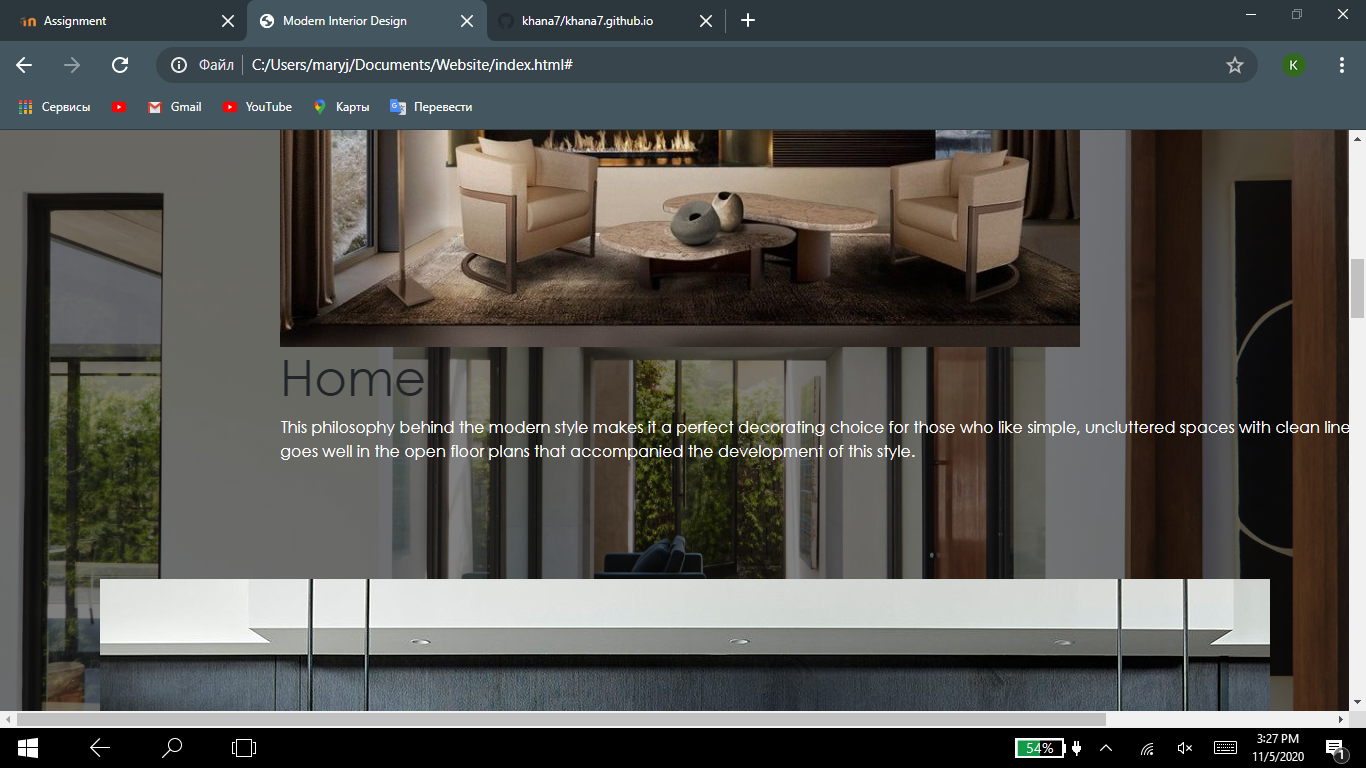 Assignment
Modern Interior Design
khana7/khana7.github.io
Файл
C:/Users/maryj/Documents/Website/index.html#
K
Сервисы
Gmail
YouTube
Карты
Перевести
Home
This philosophy behind the modern style makes it a perfect decorating choice for those who like simple, uncluttered spaces with clean line
goes well in the open floor plans that accompanied the development of this style.
54%
3:27 PM
11/5/2020
1